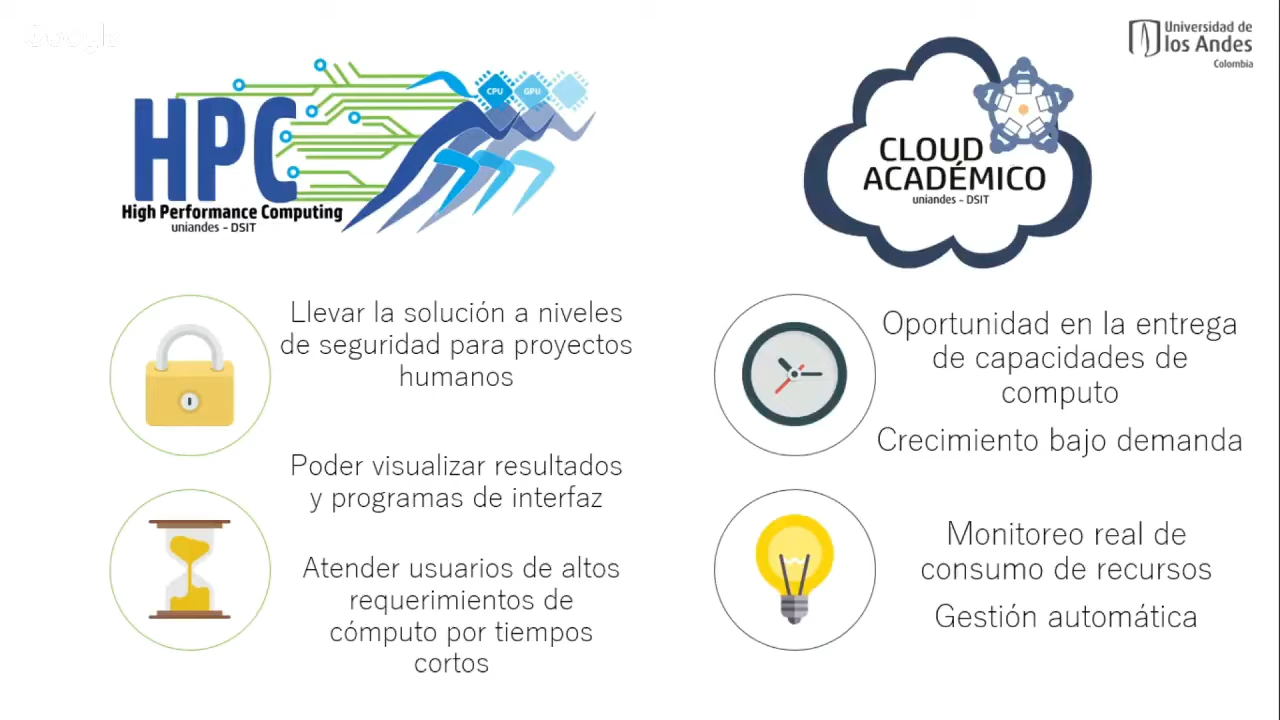 Google
Universidad de
los Andes
Colombia
CPU
GPU
HPC
High Performance Computing
uniandes - DSIT
CLOUD
ACADÉMICO
uniandes - DSIT
Llevar la solución a niveles
de seguridad para proyectos
humanos
Poder visualizar resultados
y programas de interfaz
Atender usuarios de altos
requerimientos de
cómputo por tiempos
cortos
Oportunidad en la entrega
de capacidades de
computo
Crecimiento bajo demanda
Monitoreo real de
consumo de recursos
Gestión automática